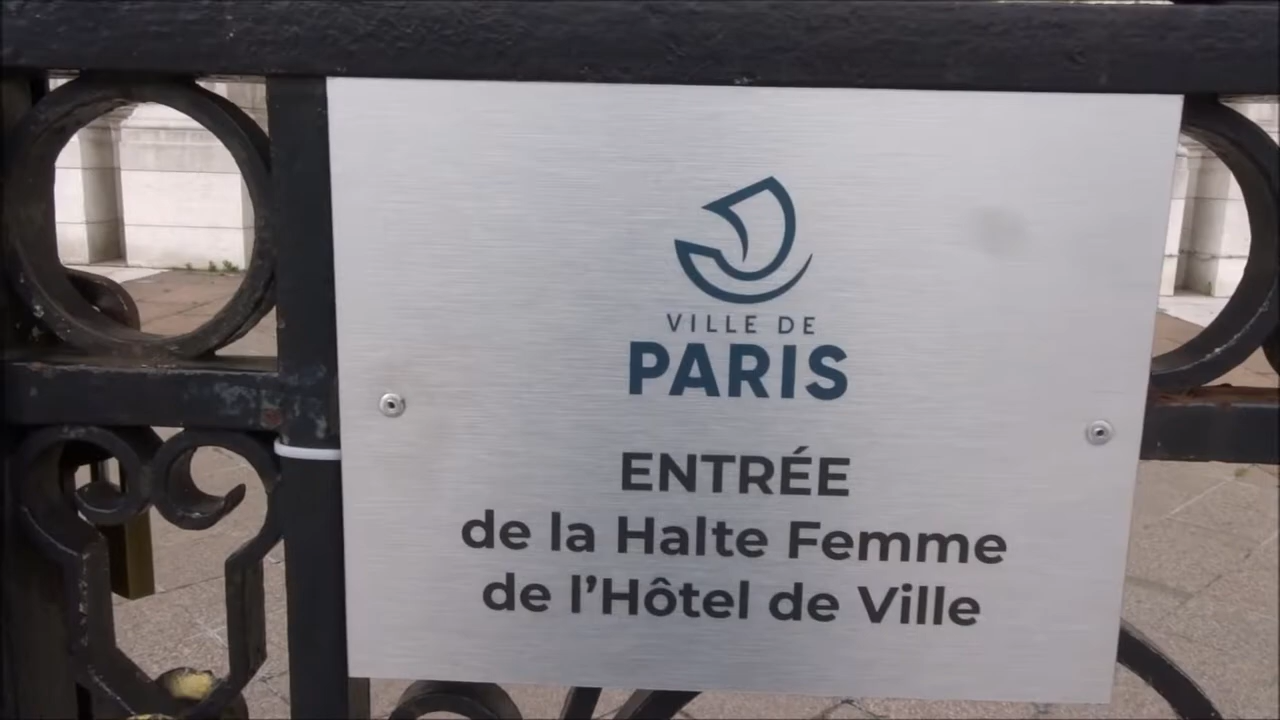 VILLE DE
PARIS
ENTRÉE
de la Halte Femme
de l’Hôtel de Ville